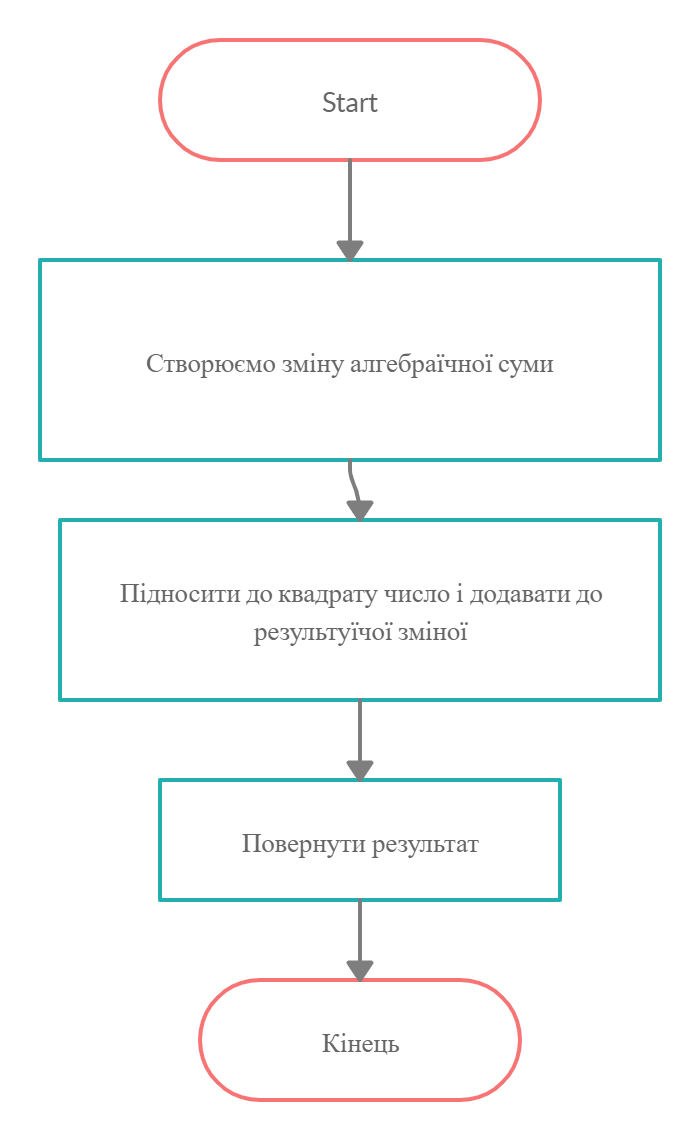 Start
Створюємо зміну алгебраїчної суми
Підносити до квадрату число і додавати до
результуїчої зміної
Повернути результат
Кінець